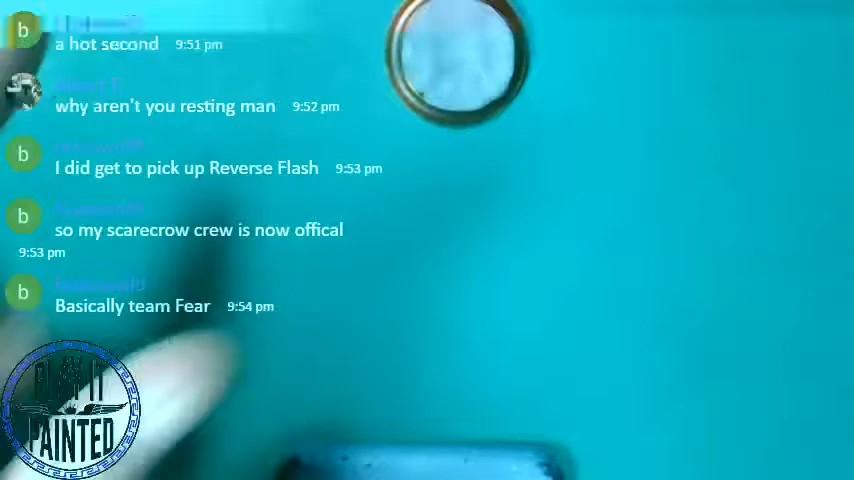 b
a hot second 9:51 pm
why aren't you resting man 9:52 pm
b
I did get to pick up Reverse Flash 9:53 pm
b
so my scarecrow crew is now offical
9:53 pm
b
Basically team Fear 9:54 pm
PLAY IT
PAINTED